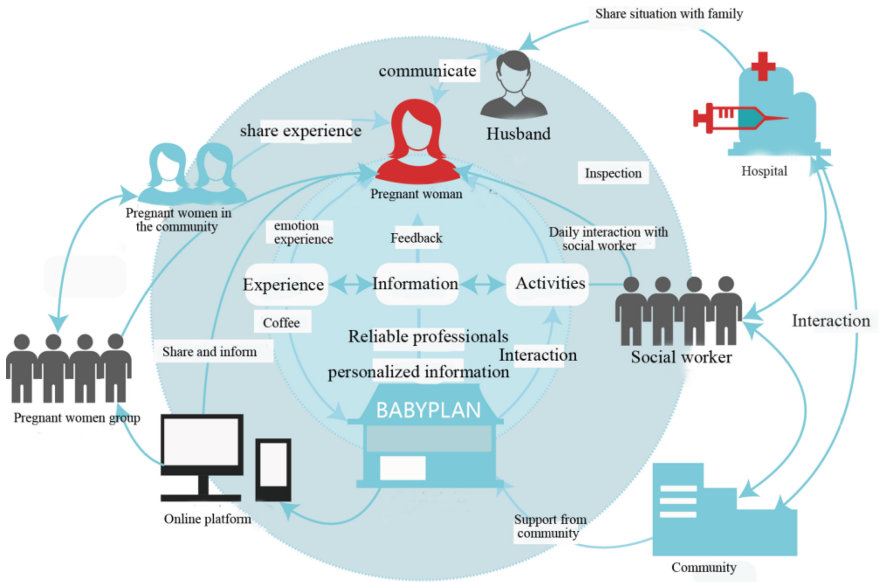 Share situation with family
communicate
share experience
Husband
Hospital
Inspection
Pregnant woman
Pregnant women in
the community
emotion
experience
Feedback
Daily interaction with
social worker
Experience
Information
Activities
Coffee
Reliable professionals
personalized information
Interaction
Interaction
Share and inform
Social worker
BABYPLAN
Pregnant women group
Online platform
Support from
community
Community